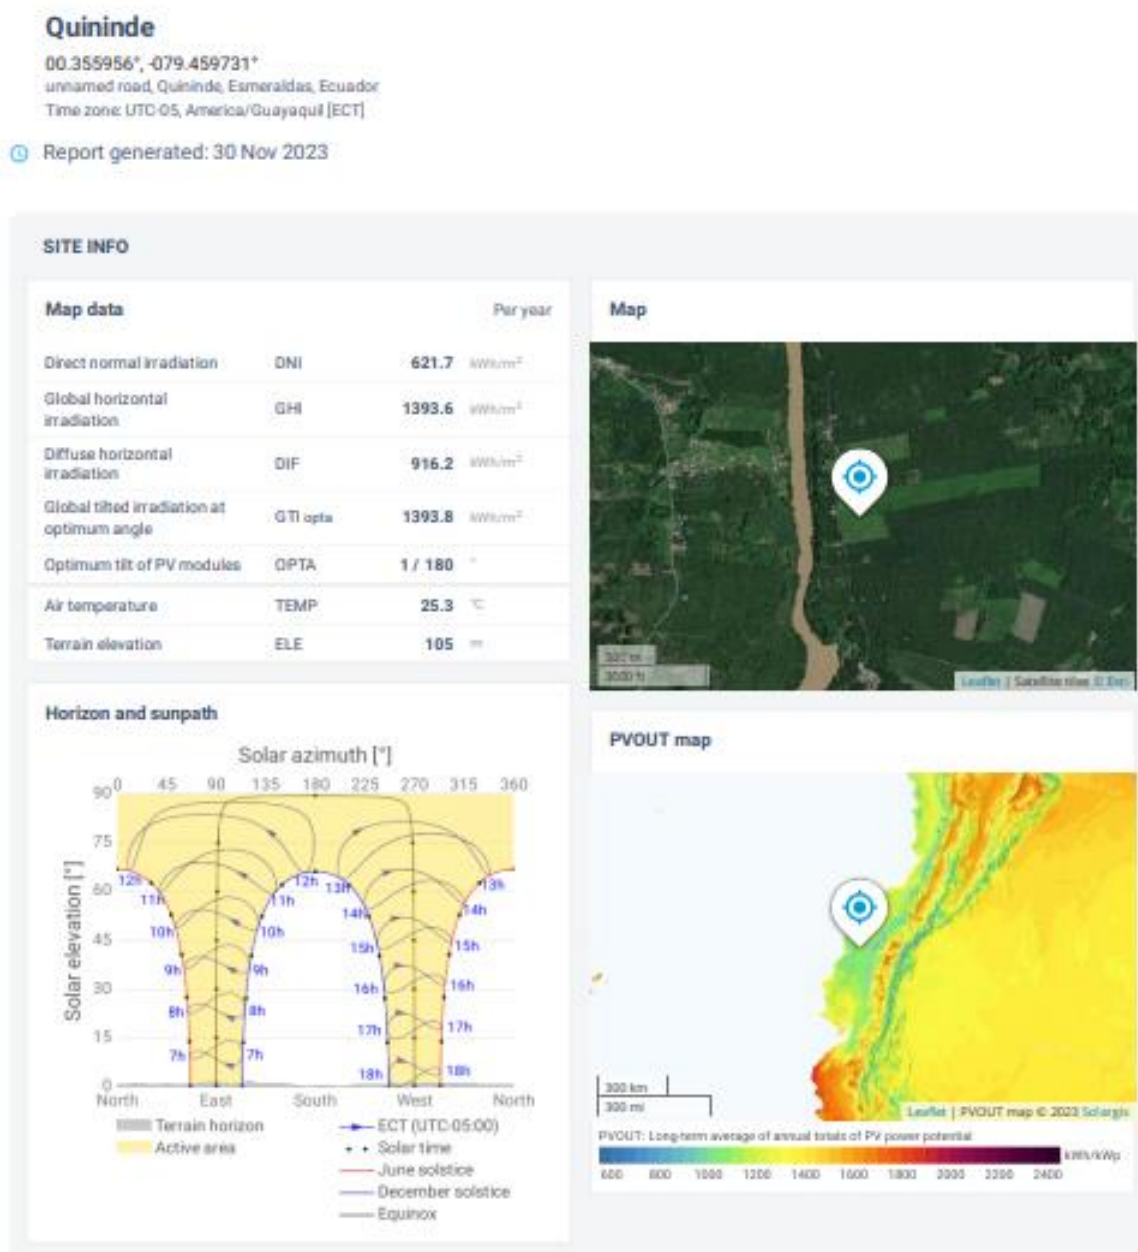 Quininde
00.355956°, -079.459731°
unnamed road, Quininde, Esmeraldas, Ecuador
Time zone: UTC-05, America/Guayaquil [ECT]
Report generated: 30 Nov 2023
SITE INFO
Map data Per year
Direct normal irradiation DNI 621.7 kWh/m²
Global horizontal
irradiation GHI 1393.6 kWh/m²
Diffuse horizontal
irradiation DIF 916.2 kWh/m²
Global tilted irradiation at
optimum angle GTI opta 1393.8 kWh/m²
Optimum tilt of PV modules OPTA 1 / 180 °
Air temperature TEMP 25.3 °C
Terrain elevation ELE 105 m
Map
3000 ft
Leaflet | Satellite tiles © Esri
Horizon and sunpath
Solar azimuth [°]
0 45 90 135 180 225 270 315 360
Solar elevation [°]
90
75
60
45
30
15
0
12h 12h 13h 13h
11h 11h 14h 14h
10h 10h 15h 15h
9h 9h 16h 16h
8h 8h 17h 17h
7h 7h 18h 18h
North East South West North
Terrain horizon
Active area
ECT (UTC-05:00)
Solar time
June solstice
December solstice
Equinox
PVOUT map
300 km
300 mi
Leaflet | PVOUT map © 2023 Solargis
PVOUT: Long-term average of annual totals of PV power potential
kWh/kWp
600 800 1000 1200 1400 1600 1800 2000 2200 2400